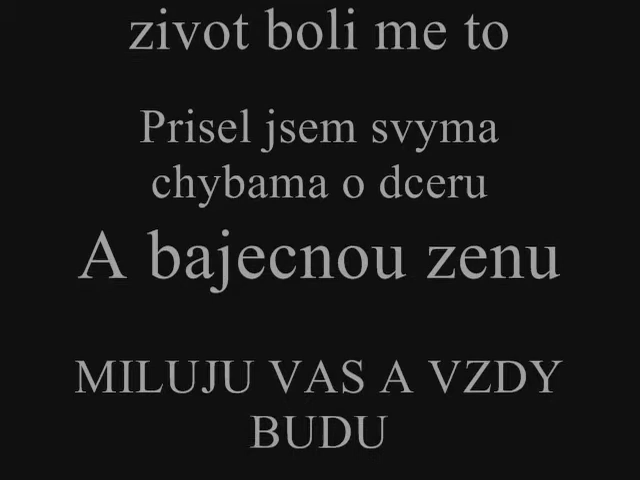 zivot boli me to
Prisel jsem svyma
chybama o dceru
A bajecnou zenu
MILUJU VAS A VZDY
BUDU